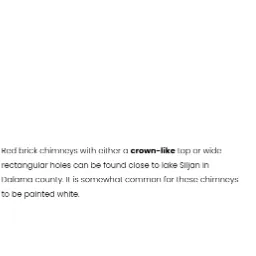 Red brick chimneys with either a crown-like top or wide
rectangular holes can be found close to lake Siljan in
Dalarna county. It is somewhat common for these chimneys
to be painted white.